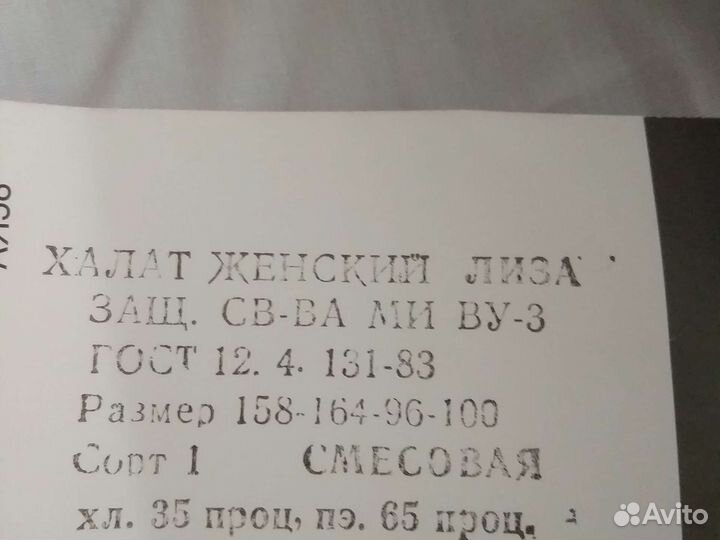 ХАЛАТ ЖЕНСКИЙ ЛИЗА
ЗАЩ. СВ-ВА МИ ВУ-3
ГОСТ 12. 4. 131-83
Размер 158-164-96-100
Сорт 1 СМЕСОВАЯ
хл. 35 проц, пэ. 65 проц.
Avito